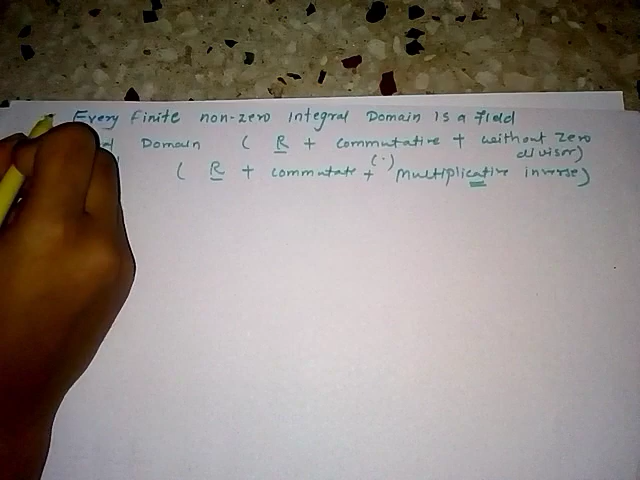 Every finite non-zero Integral Domain is a field
Domain ( R + commutative + without zero
divisor)
( R + commutate + (·) multiplicative inverse)